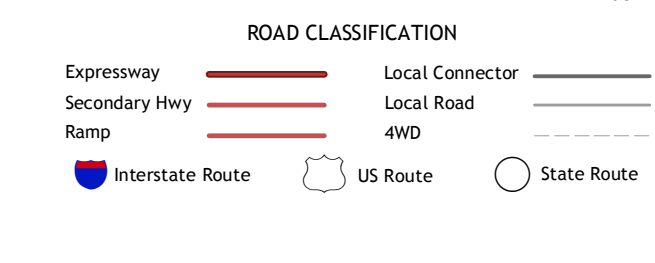 ROAD CLASSIFICATION
Expressway
Local Connector
Secondary Hwy
Local Road
Ramp
4WD
Interstate Route
US Route
State Route